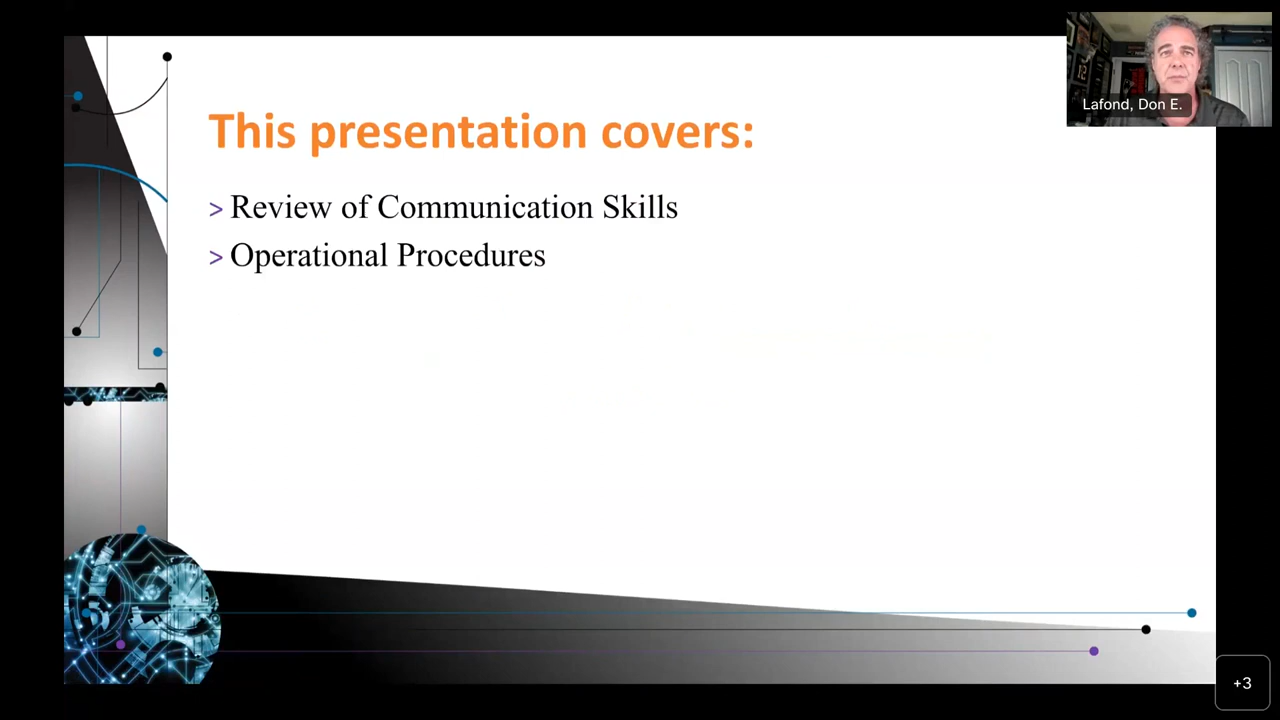 Lafond, Don E.
This presentation covers:
> Review of Communication Skills
> Operational Procedures
+3